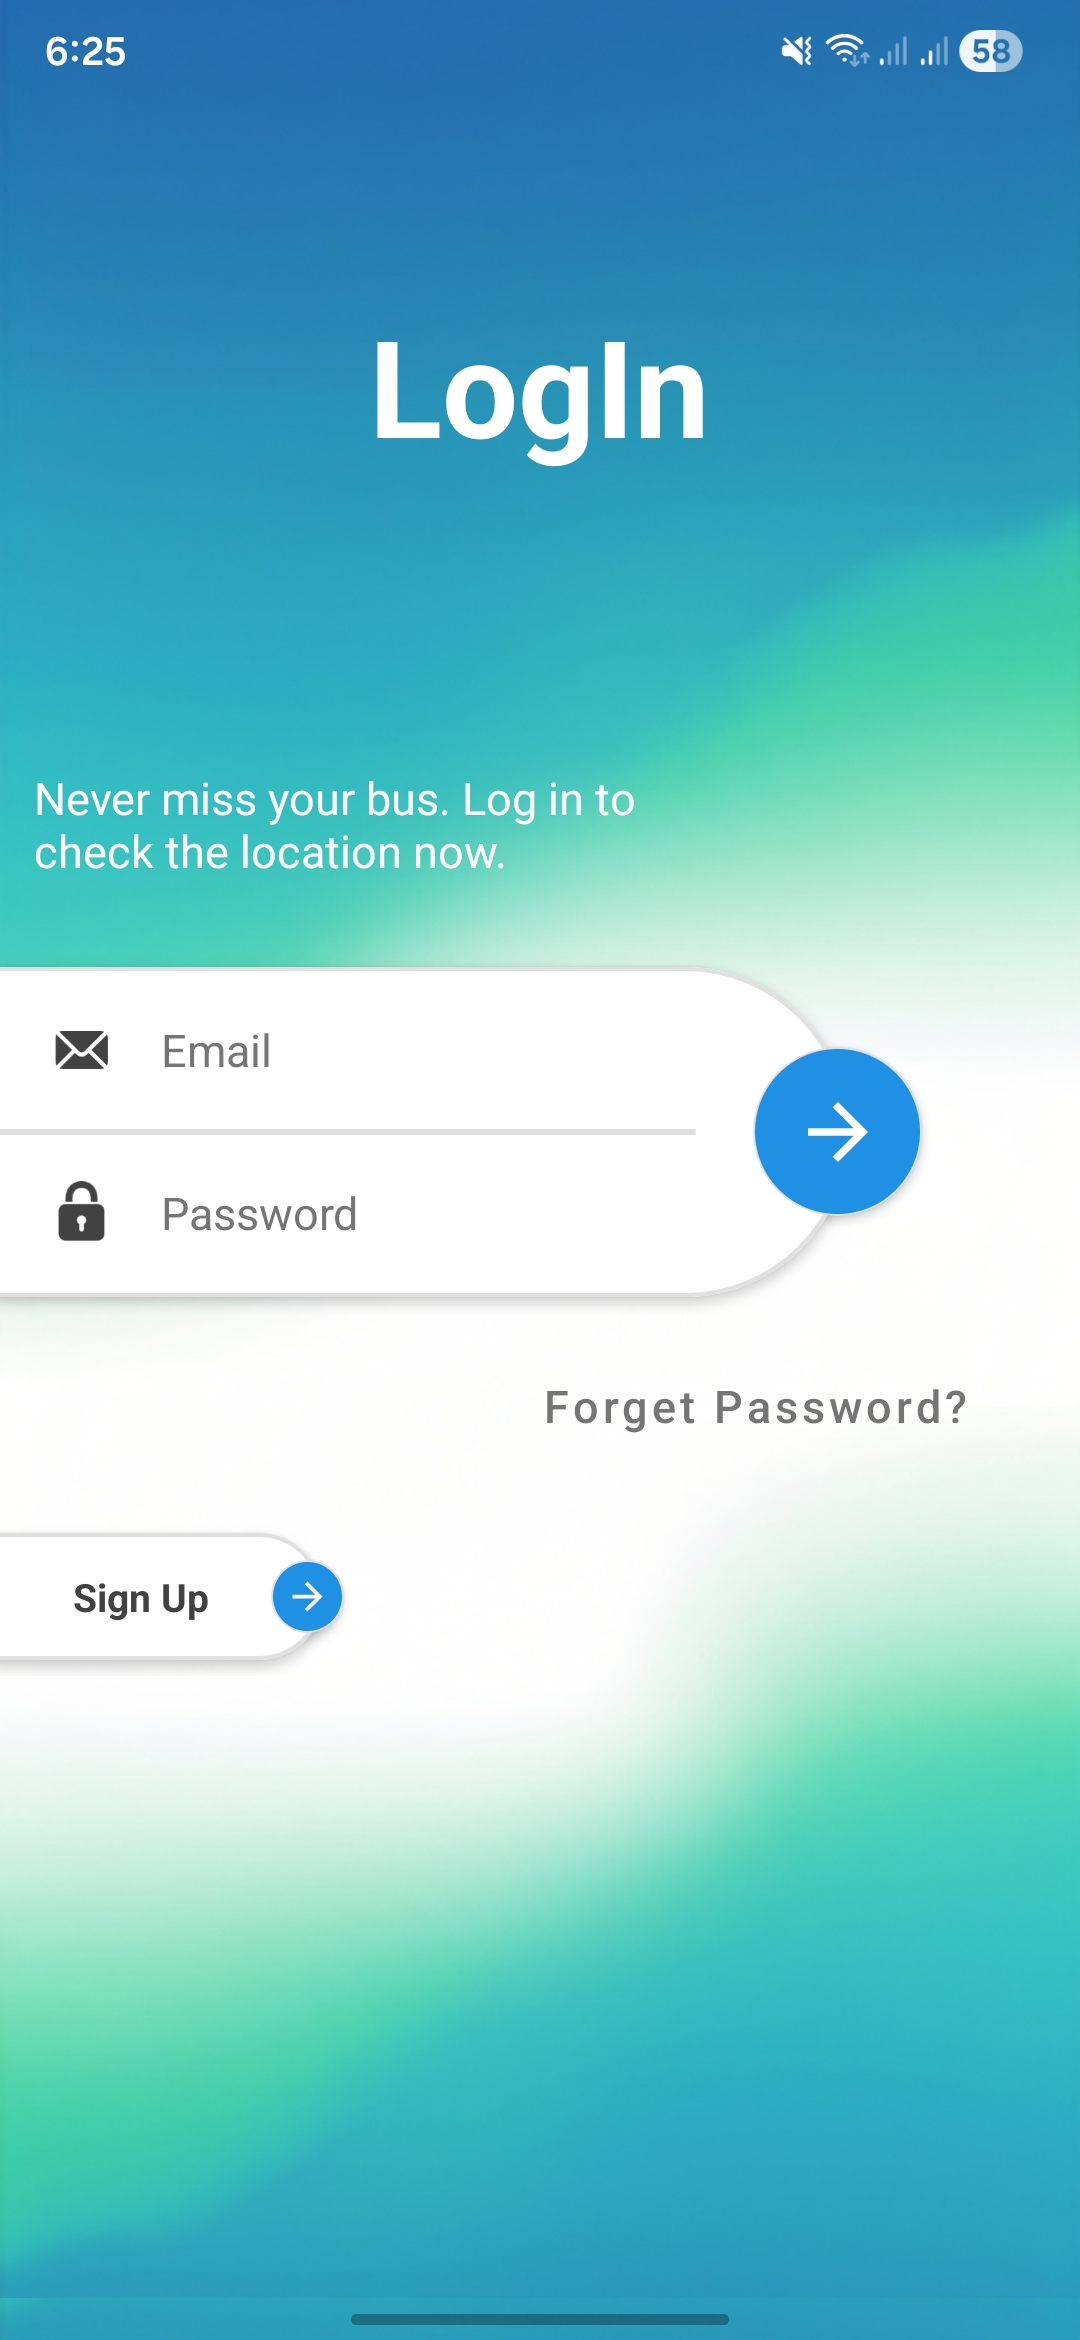 6:25
58
LogIn
Never miss your bus. Log in to
check the location now.
Email
Password
Forget Password?
Sign Up